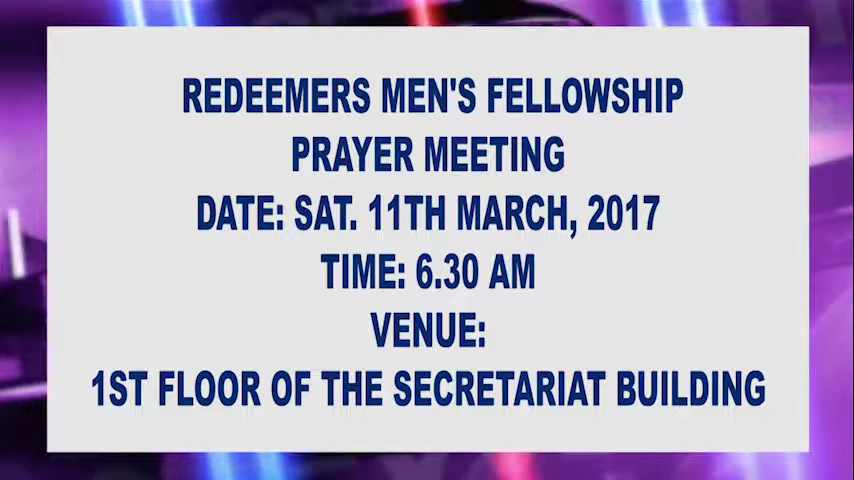 REDEEMERS MEN'S FELLOWSHIP
PRAYER MEETING
DATE: SAT. 11TH MARCH, 2017
TIME: 6.30 AM
VENUE:
1ST FLOOR OF THE SECRETARIAT BUILDING